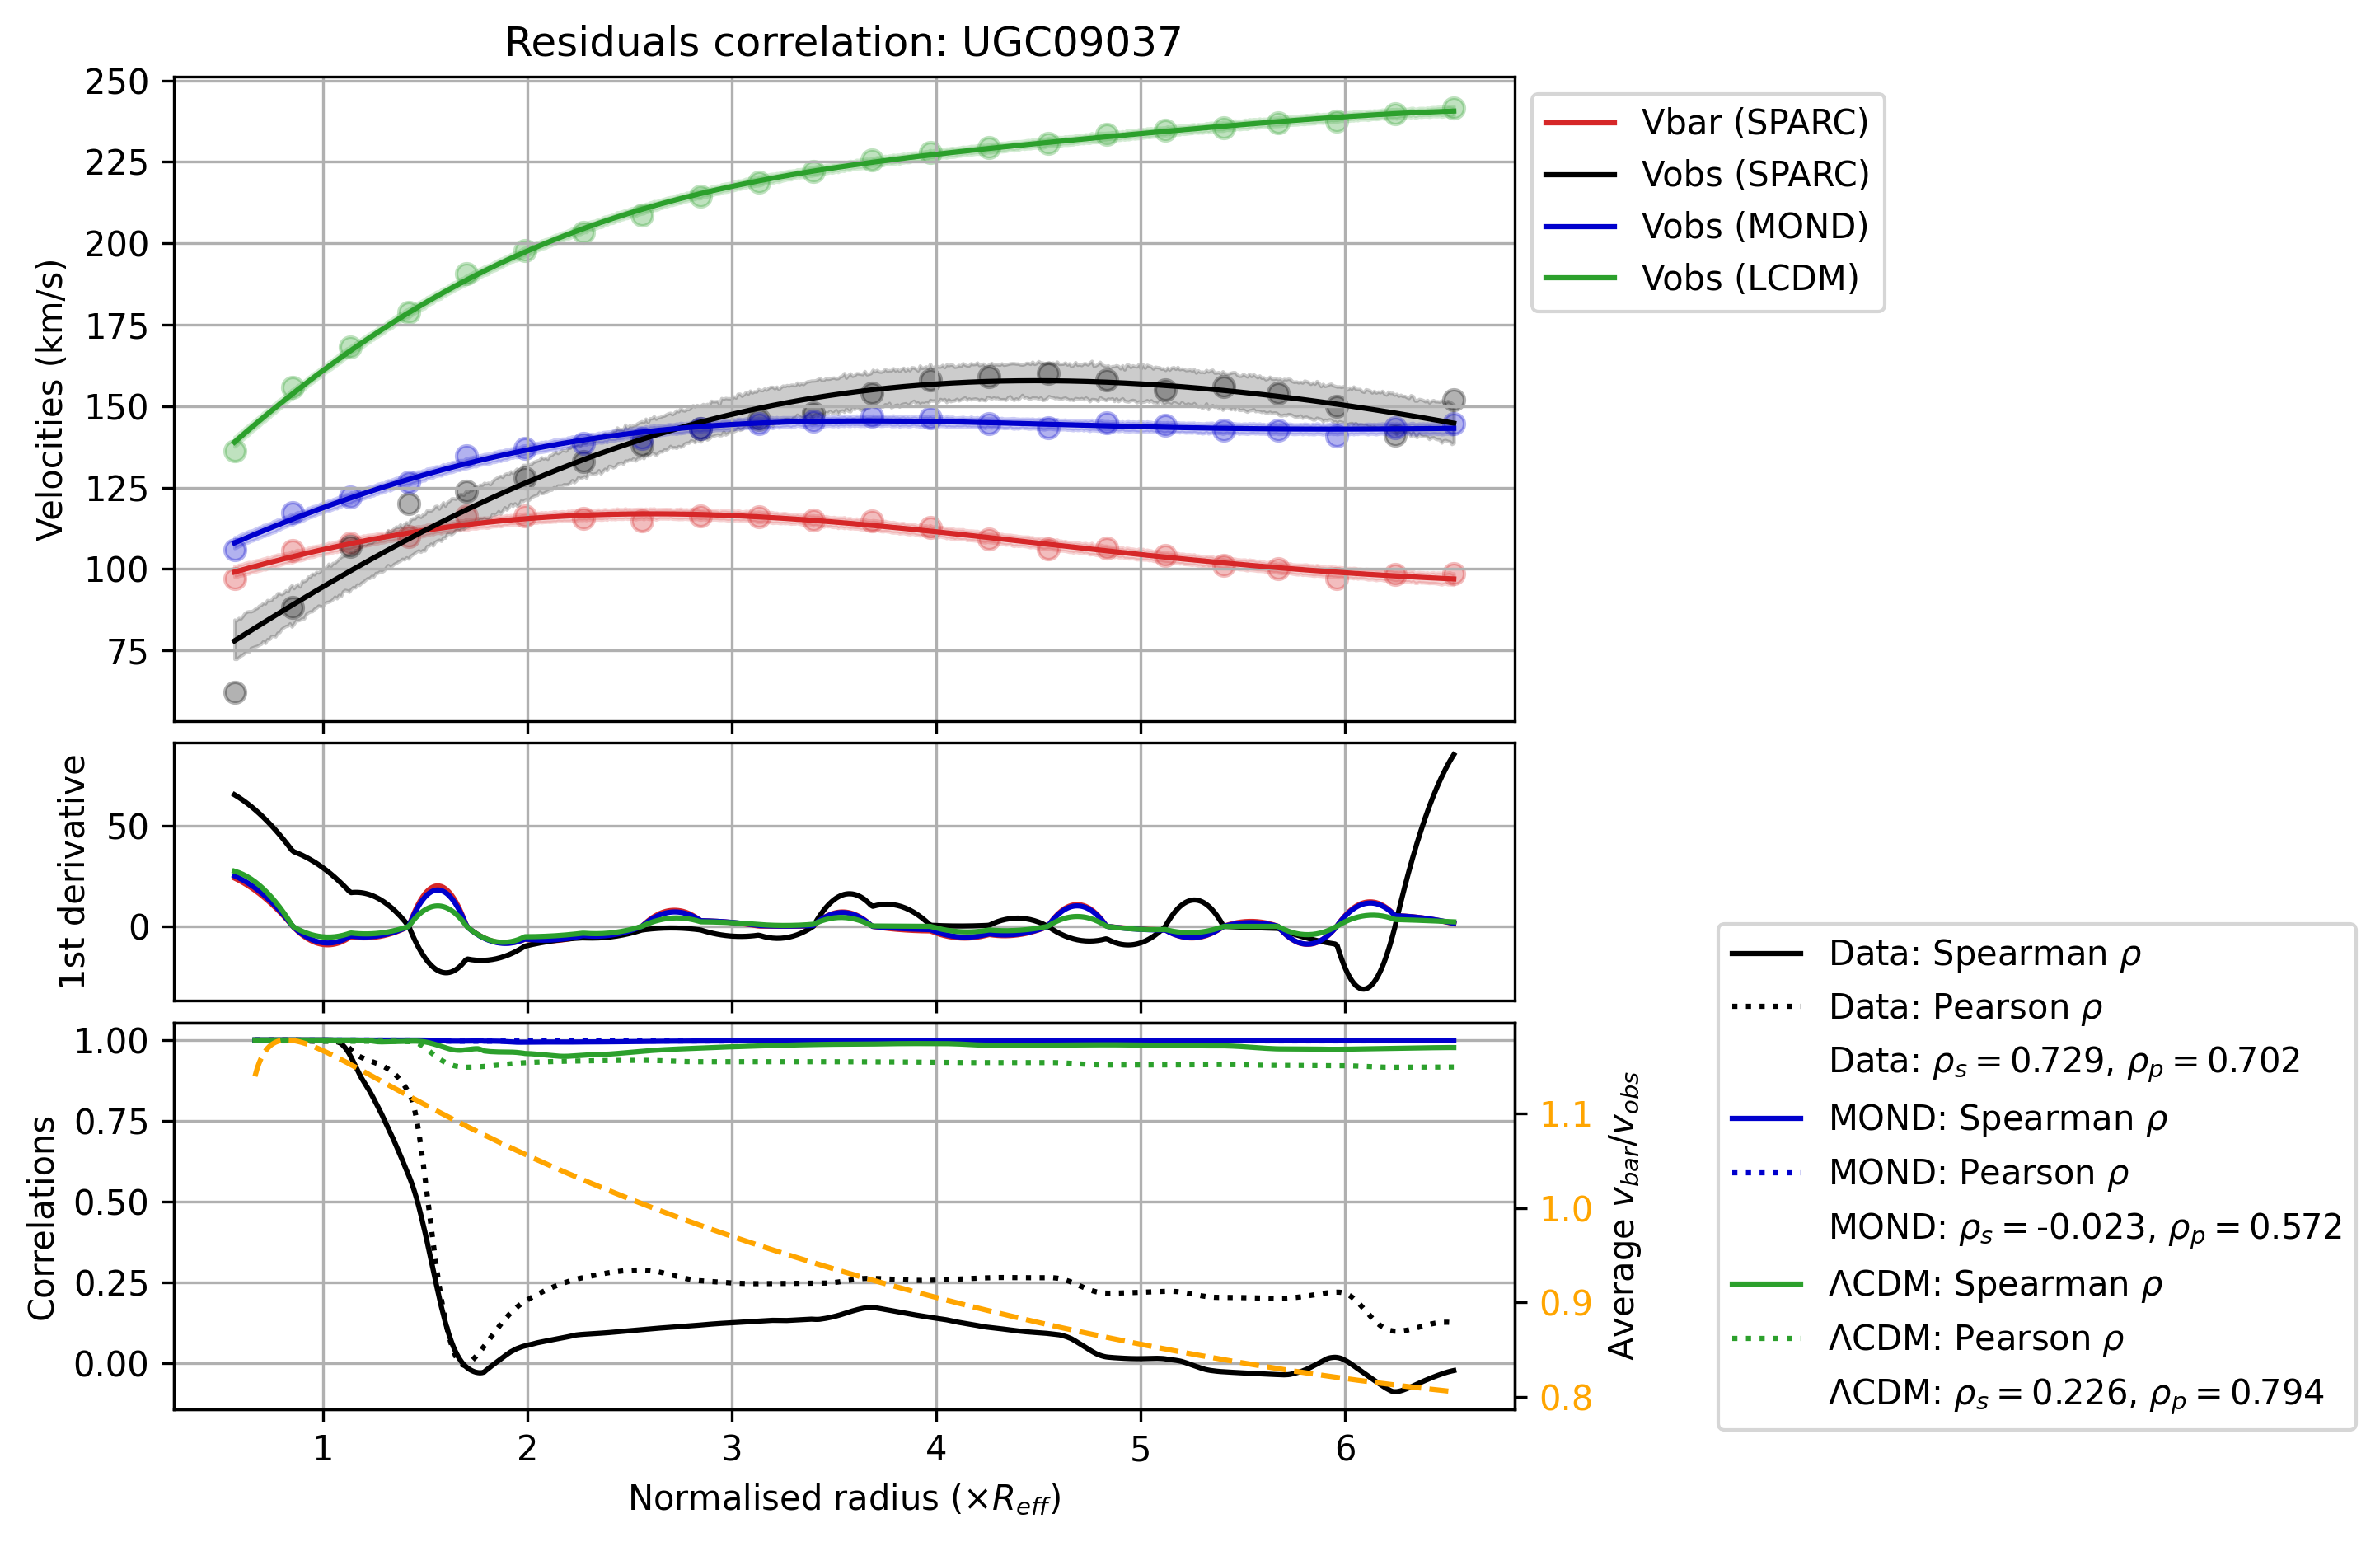 Residuals correlation: UGC09037
250
225
200
175
150
125
100
75
Velocities (km/s)
Vbar (SPARC)
Vobs (SPARC)
Vobs (MOND)
Vobs (LCDM)
50
0
1st derivative
1.00
0.75
0.50
0.25
0.00
Correlations
1.1
1.0
0.9
0.8
Average v_bar/v_obs
1 2 3 4 5 6
Normalised radius (×R_eff)
Data: Spearman ρ
Data: Pearson ρ
Data: ρ_s = 0.729, ρ_p = 0.702
MOND: Spearman ρ
MOND: Pearson ρ
MOND: ρ_s = -0.023, ρ_p = 0.572
ΛCDM: Spearman ρ
ΛCDM: Pearson ρ
ΛCDM: ρ_s = 0.226, ρ_p = 0.794